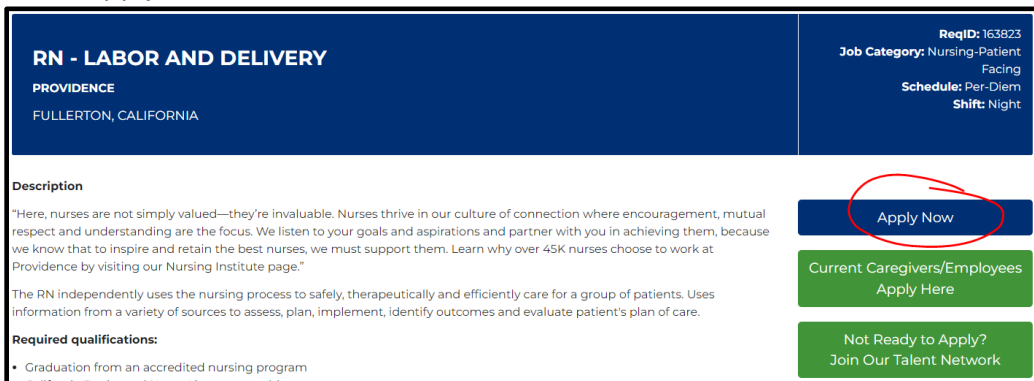 RN - LABOR AND DELIVERY
PROVIDENCE
FULLERTON, CALIFORNIA
ReqID: 163823
Job Category: Nursing-Patient
Facing
Schedule: Per-Diem
Shift: Night
Description
"Here, nurses are not simply valued—they're invaluable. Nurses thrive in our culture of connection where encouragement, mutual
respect and understanding are the focus. We listen to your goals and aspirations and partner with you in achieving them, because
we know that to inspire and retain the best nurses, we must support them. Learn why over 45K nurses choose to work at
Providence by visiting our Nursing Institute page."
The RN independently uses the nursing process to safely, therapeutically and efficiently care for a group of patients. Uses
information from a variety of sources to assess, plan, implement, identify outcomes and evaluate patient's plan of care.
Required qualifications:
• Graduation from an accredited nursing program
Apply Now
Current Caregivers/Employees
Apply Here
Not Ready to Apply?
Join Our Talent Network